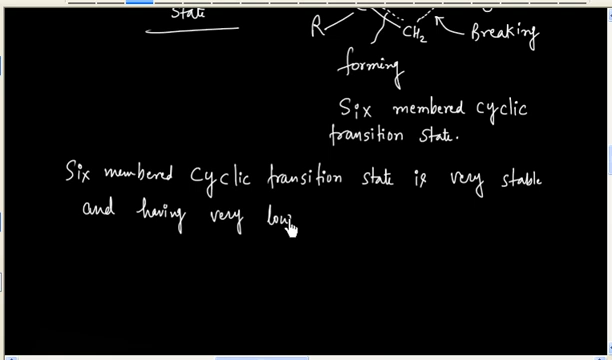 State
R
CH2
Breaking
forming
Six membered cyclic
transition state.
Six membered cyclic transition state is very stable
and having very low